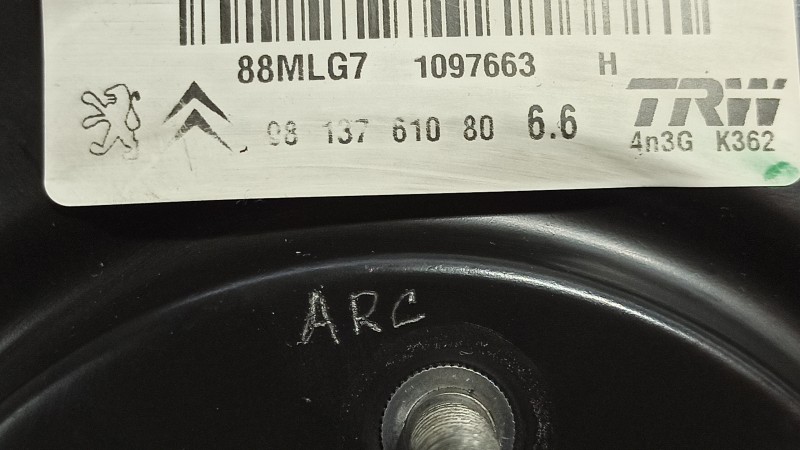 88MLG7 1097663 H
98 137 610 80 6.6 TRW
4n3G K362
ARC